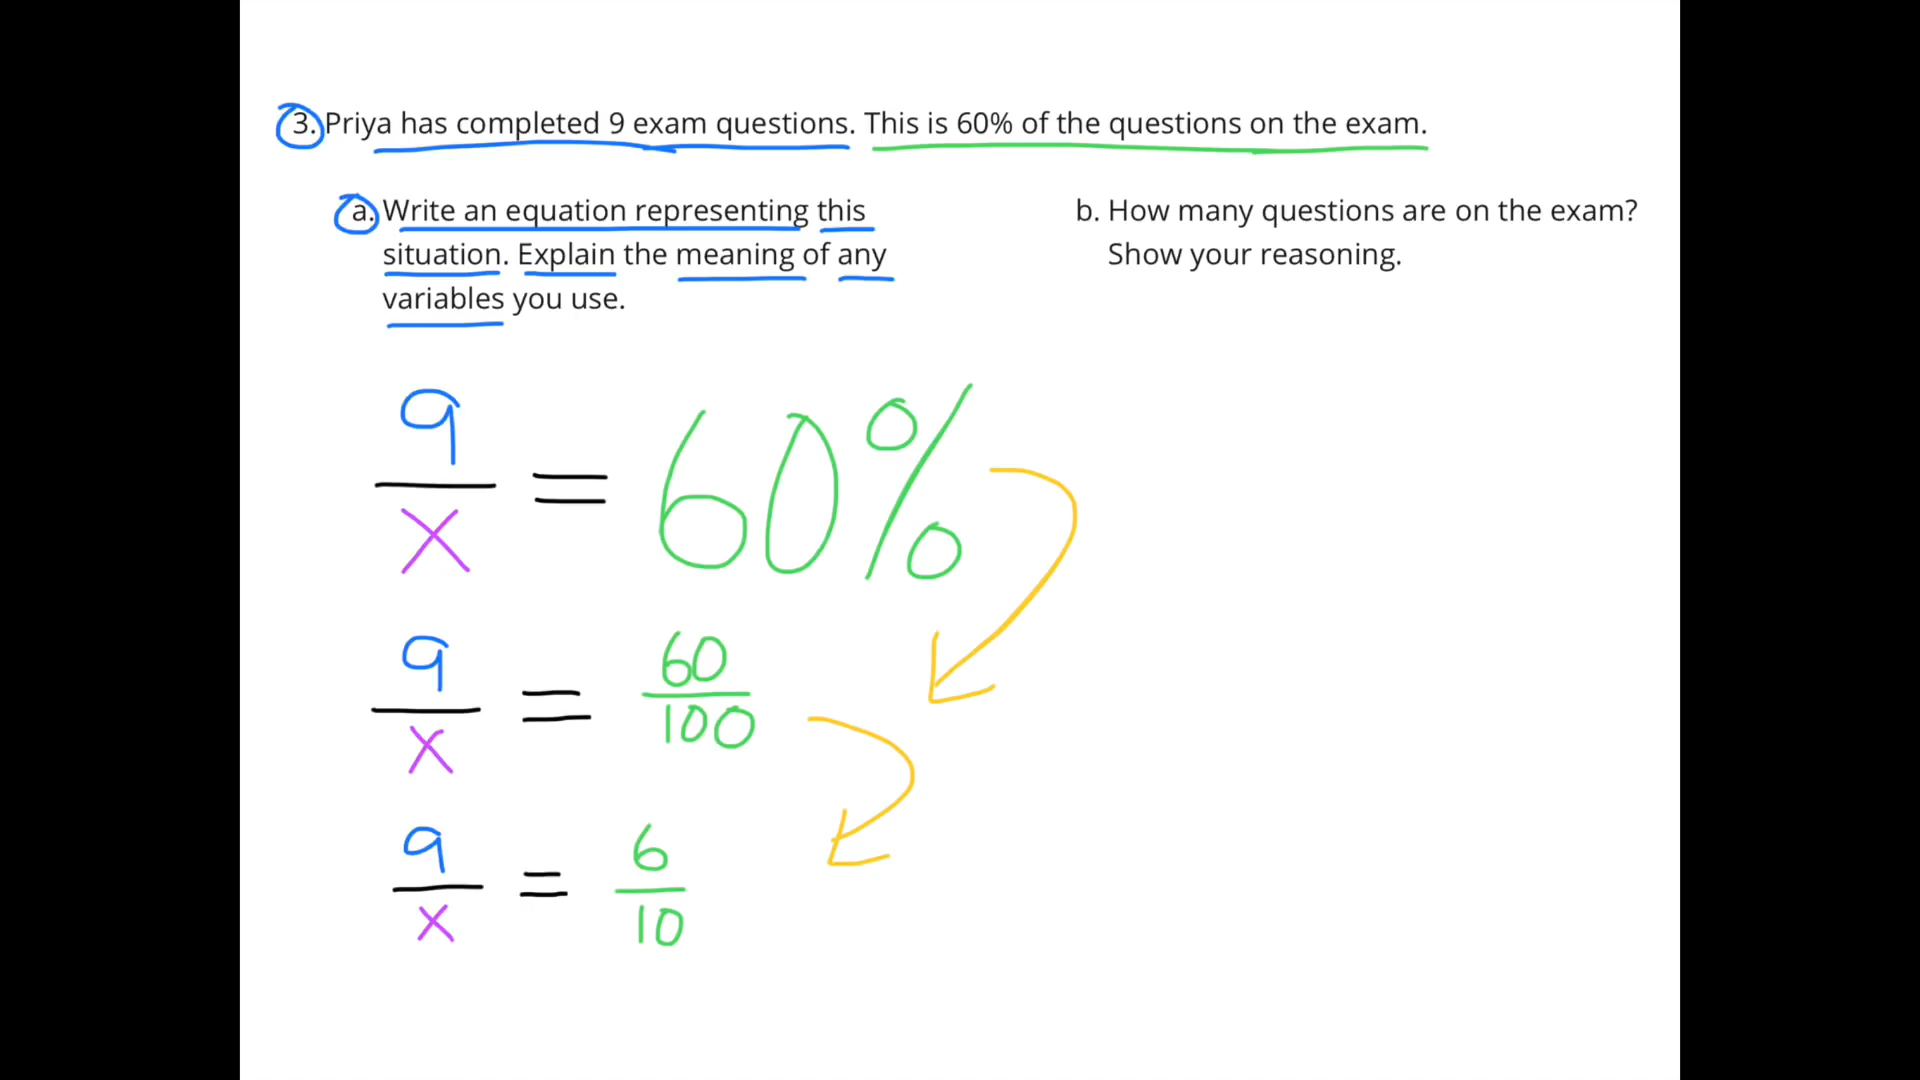 3. Priya has completed 9 exam questions. This is 60% of the questions on the exam.
a. Write an equation representing this
situation. Explain the meaning of any
variables you use.
b. How many questions are on the exam?
Show your reasoning.
9/x = 60%
9/x = 60/100
9/x = 6/10